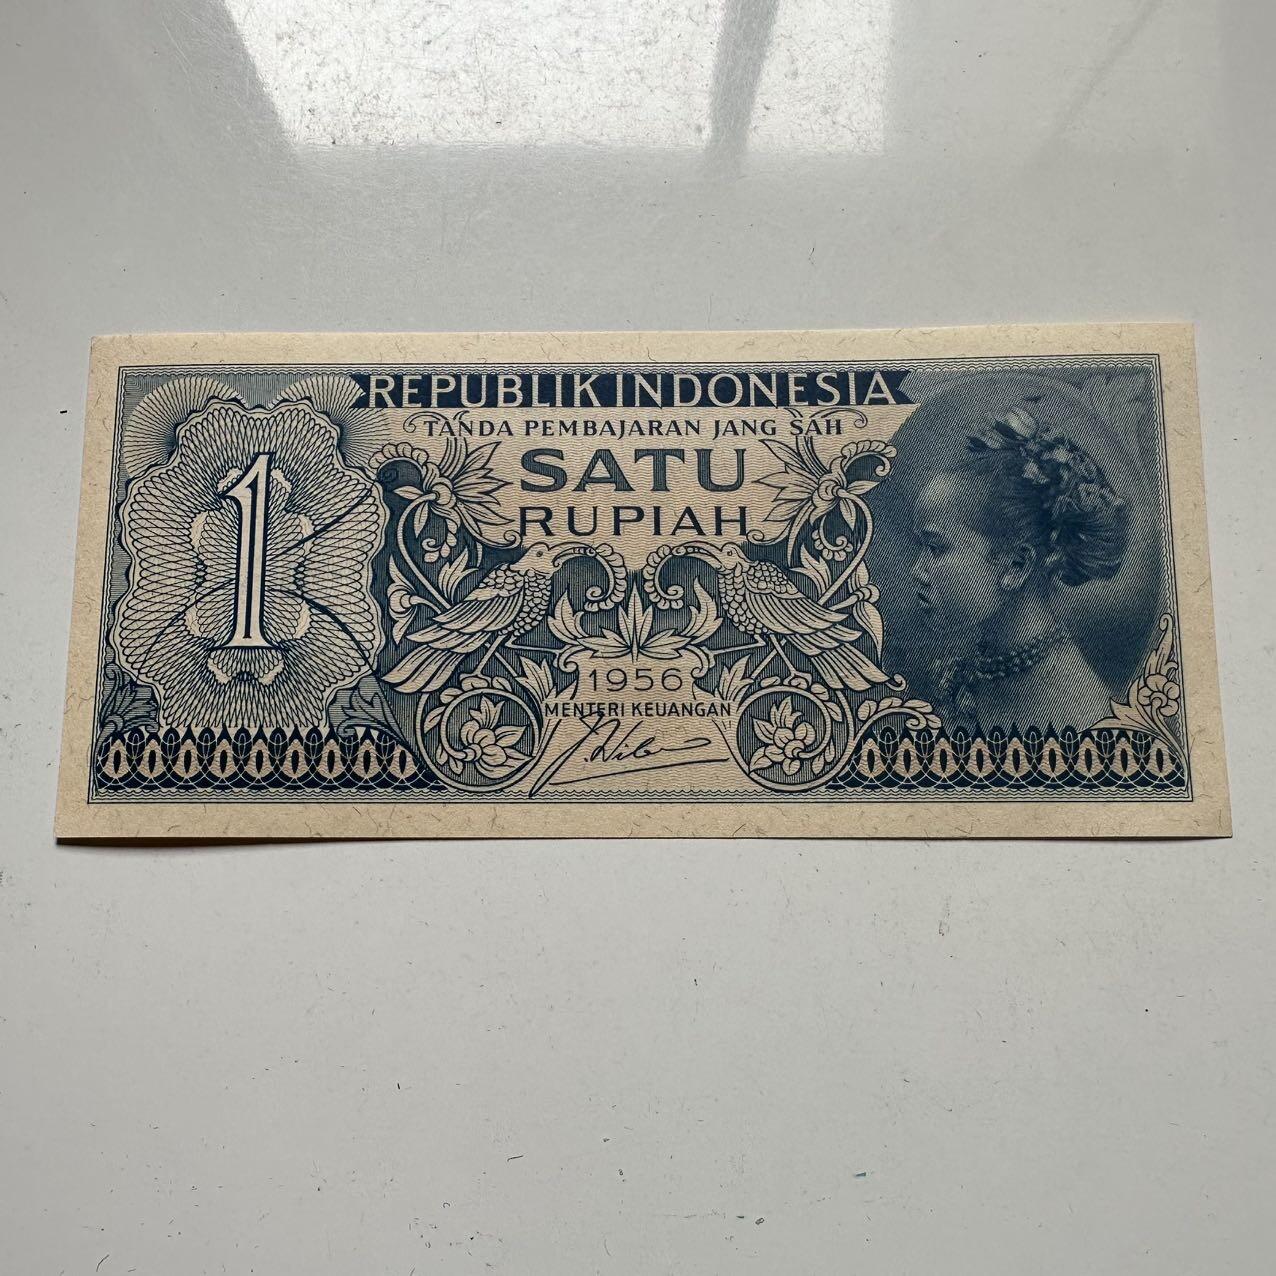 REPUBLIK INDONESIA
TANDA PEMBAJARAN JANG SAH
SATU
RUPIAH
1
1956
MENTERI KEUANGAN